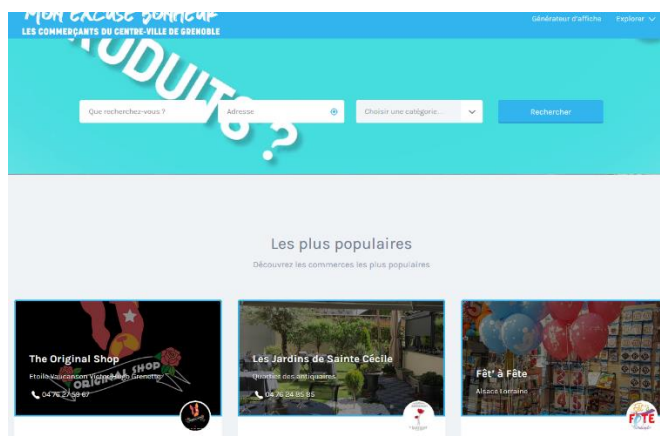 MON EXCUSE BONHEUR
LES COMMERÇANTS DU CENTRE-VILLE DE GRENOBLE
Générateur d'affiche
Explorer
RODUITS ?
Que recherchez-vous ?
Adresse
Choisir une catégorie...
Rechercher
Les plus populaires
Découvrez les commerces les plus populaires
The Original Shop
ORIGINAL SHOP
04 76 27 58 67
Les Jardins de Sainte Cécile
Quartier des antiquaires
04 76 24 85 85
Fêt' à Fête
Alsace Lorraine
FÊTE